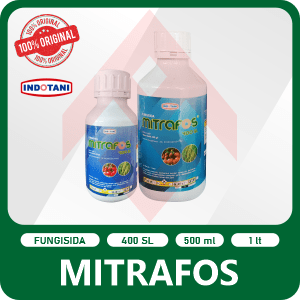 100% ORIGINAL
100% ORIGINAL
INDOTANI
MITRAFOS
MITRAFOS
FUNGISIDA
400 SL
500 ml
1 lt
MITRAFOS